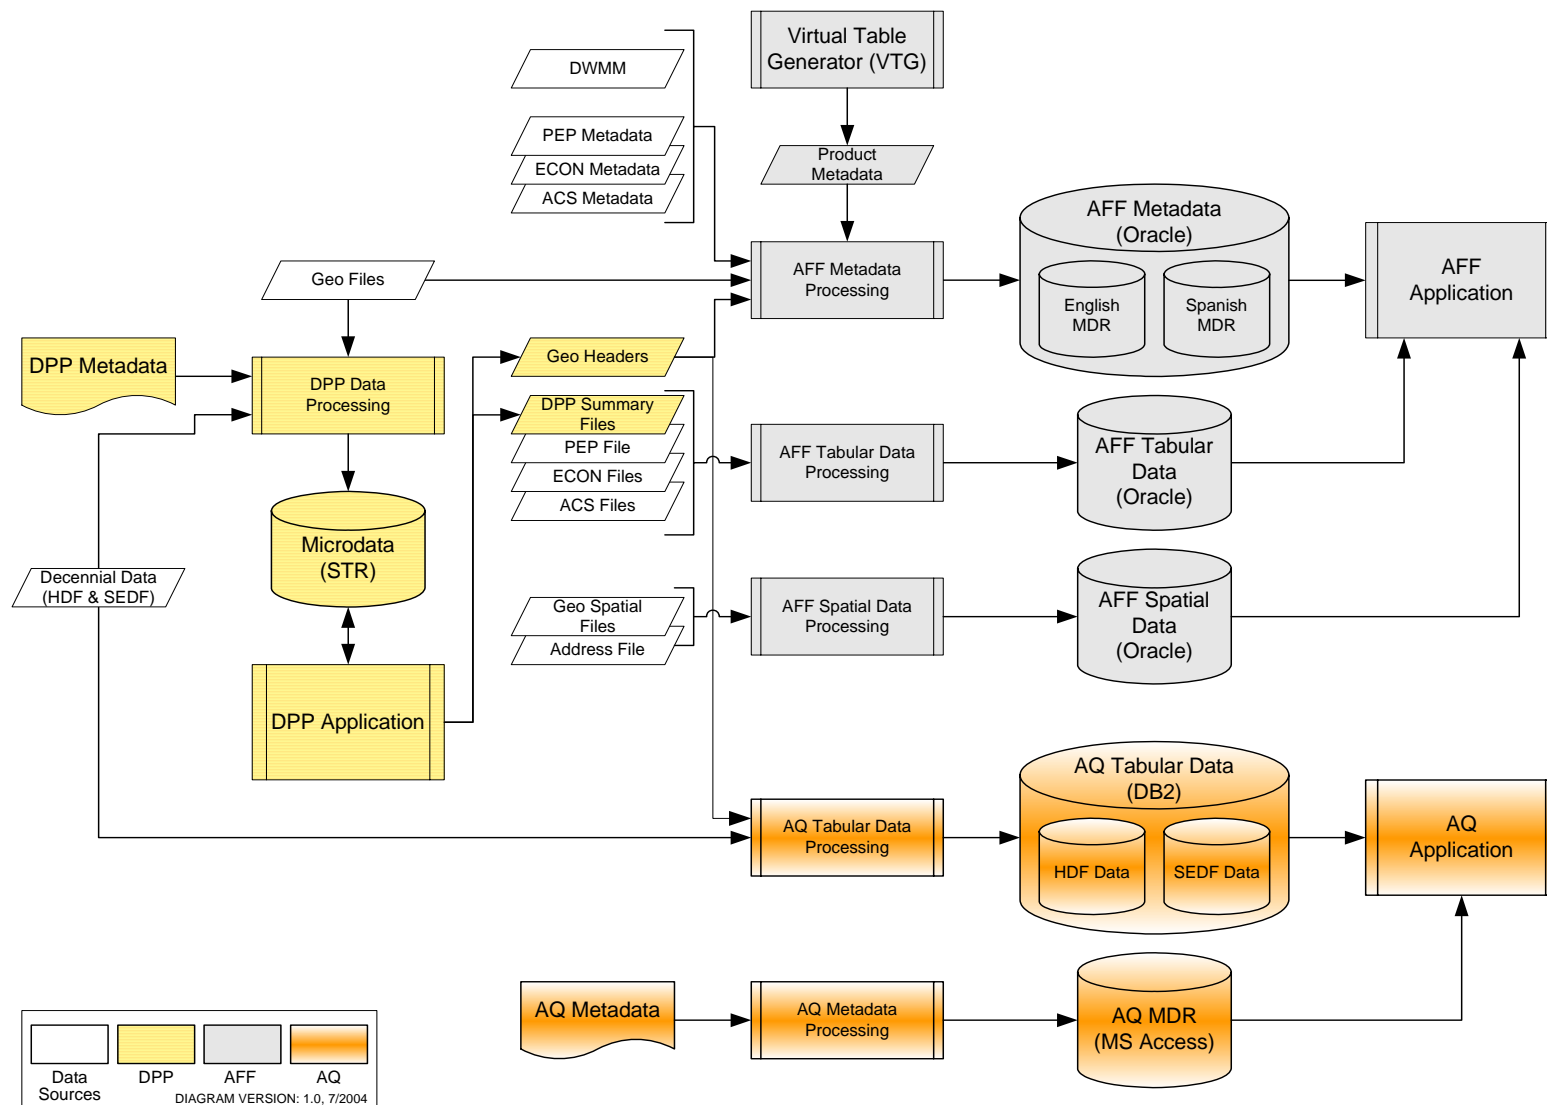 Virtual Table
Generator (VTG)
DWMM
PEP Metadata
ECON Metadata
ACS Metadata
Product
Metadata
AFF Metadata
(Oracle)
English
MDR
Spanish
MDR
AFF Metadata
Processing
AFF
Application
Geo Files
DPP Metadata
DPP Data
Processing
Geo Headers
DPP Summary
Files
PEP File
ECON Files
ACS Files
AFF Tabular Data
Processing
AFF Tabular
Data
(Oracle)
Microdata
(STR)
Decennial Data
(HDF & SEDF)
Geo Spatial
Files
Address File
AFF Spatial Data
Processing
AFF Spatial
Data
(Oracle)
DPP Application
AQ Tabular Data
(DB2)
HDF Data
SEDF Data
AQ Tabular Data
Processing
AQ
Application
AQ Metadata
AQ Metadata
Processing
AQ MDR
(MS Access)
Data
Sources
DPP
AFF
AQ
DIAGRAM VERSION: 1.0, 7/2004